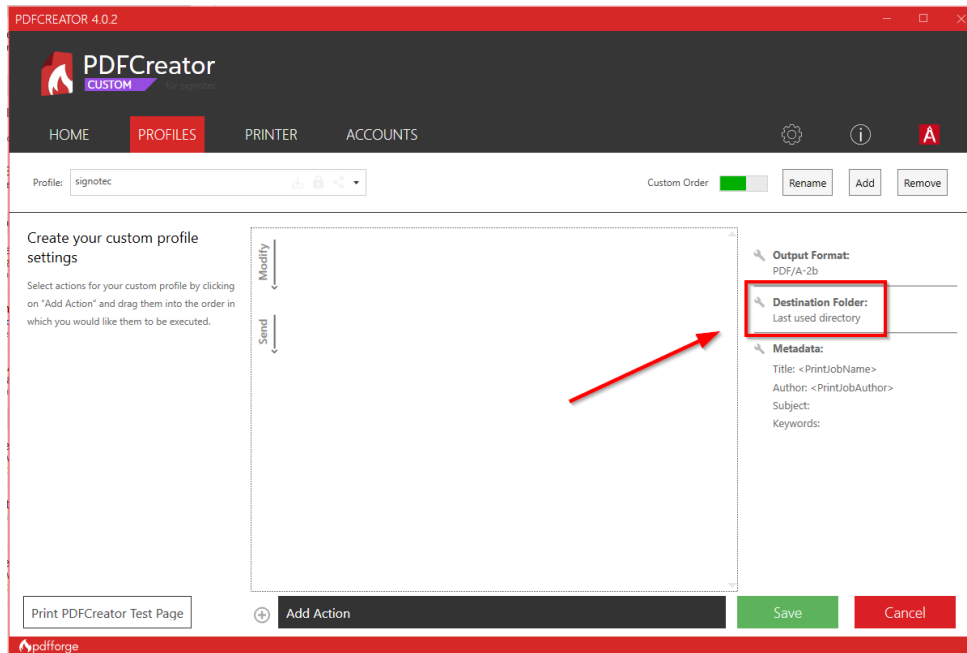 PDFCREATOR 4.0.2
PDFCreator
CUSTOM for signotec
HOME PROFILES PRINTER ACCOUNTS
Profile: signotec
Custom Order Rename Add Remove
Create your custom profile
settings
Select actions for your custom profile by clicking
on "Add Action" and drag them into the order in
which you would like them to be executed.
Modify
Send
Output Format:
PDF/A-2b
Destination Folder:
Last used directory
Metadata:
Title: <PrintJobName>
Author: <PrintJobAuthor>
Subject:
Keywords:
Print PDFCreator Test Page
Add Action
Save Cancel
pdfforge